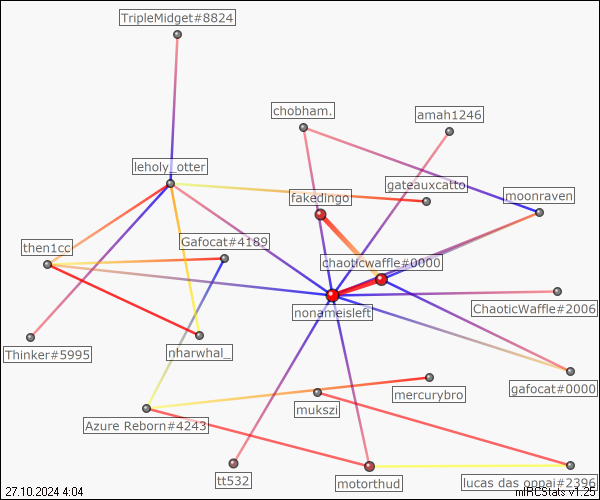 TripleMidget#8824
chobham.
amah1246
leholy_otter
gateauxcatto
fakedingo
moonraven
then1cc
Gafocat#4189
chaoticwaffle#0000
nonameisleft
ChaoticWaffle#2006
Thinker#5995
nharwhal_
gafocat#0000
mercurybro
mukszi
Azure Reborn#4243
tt532
motorthud
lucas das oppai#2396
27.10.2024 4:04
mIRCStats v1.25